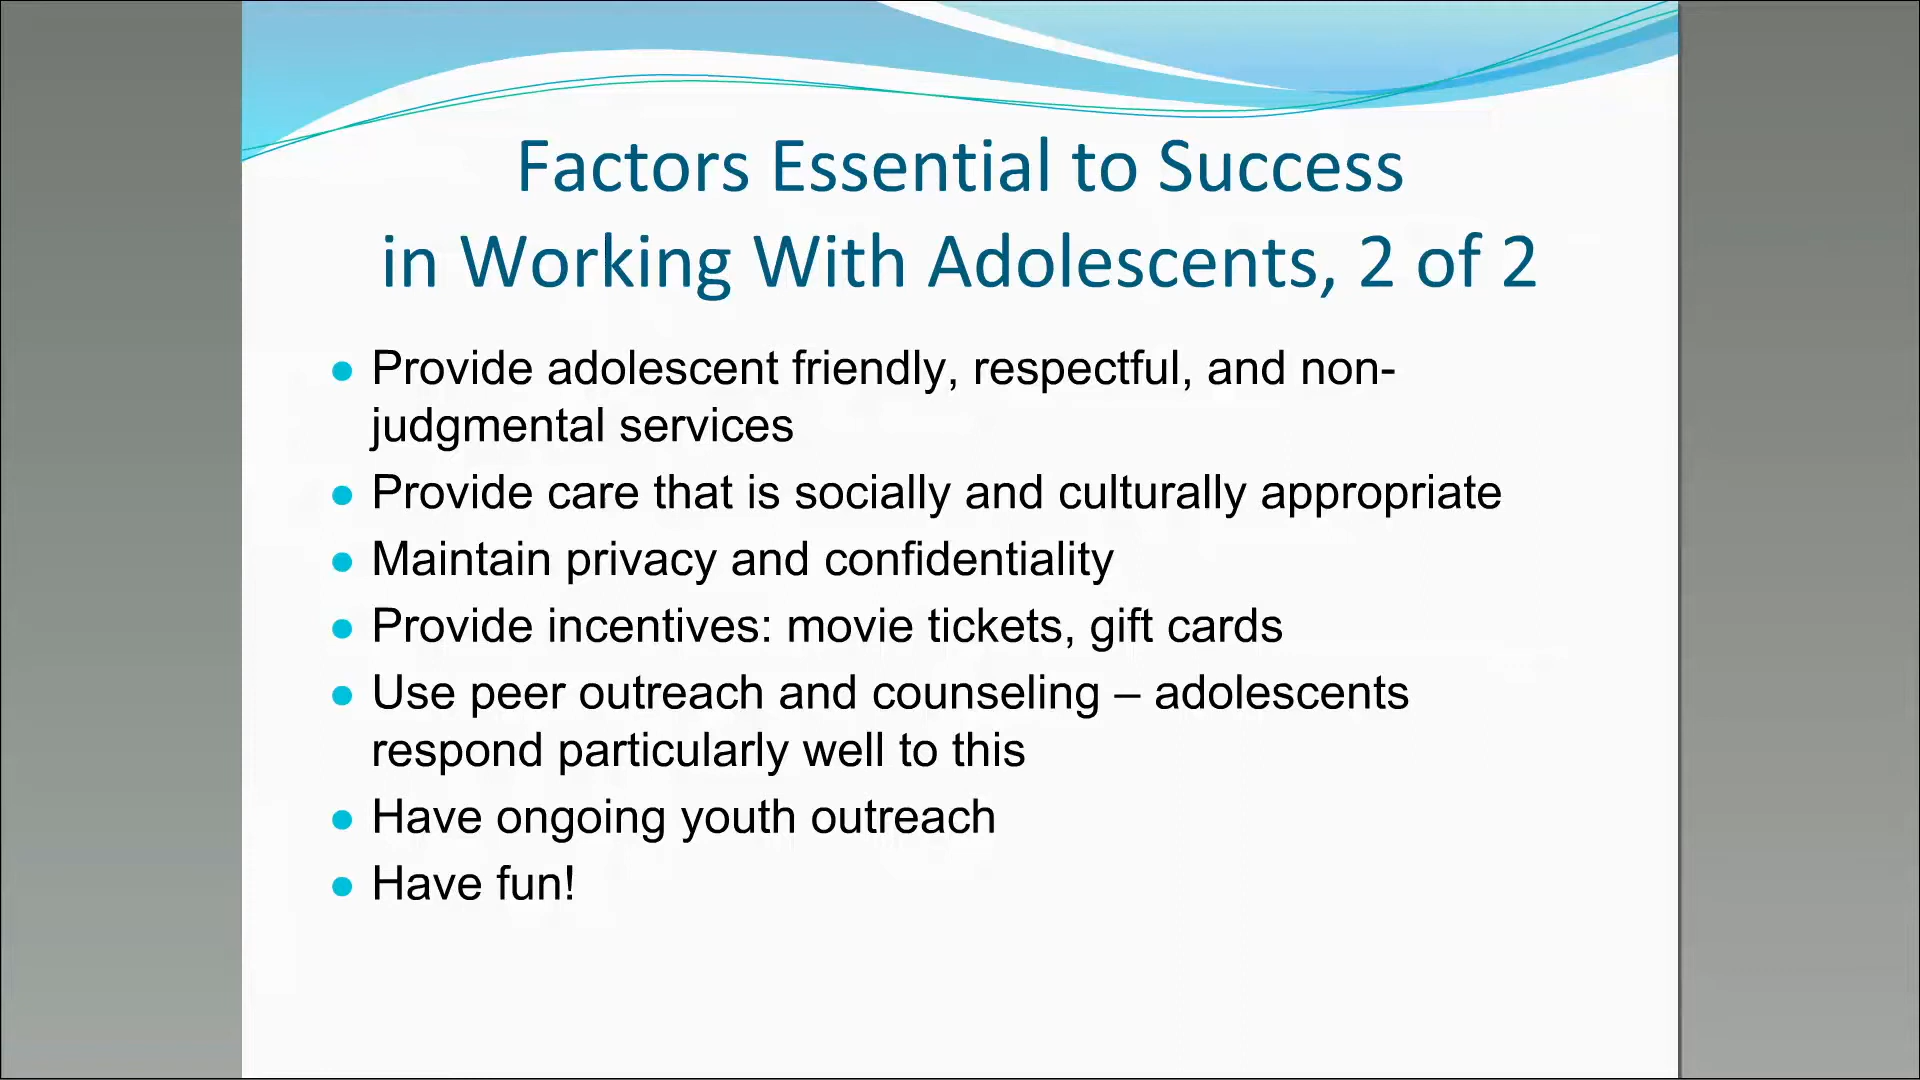 Factors Essential to Success
in Working With Adolescents, 2 of 2
● Provide adolescent friendly, respectful, and non-
judgmental services
● Provide care that is socially and culturally appropriate
● Maintain privacy and confidentiality
● Provide incentives: movie tickets, gift cards
● Use peer outreach and counseling – adolescents
respond particularly well to this
● Have ongoing youth outreach
● Have fun!